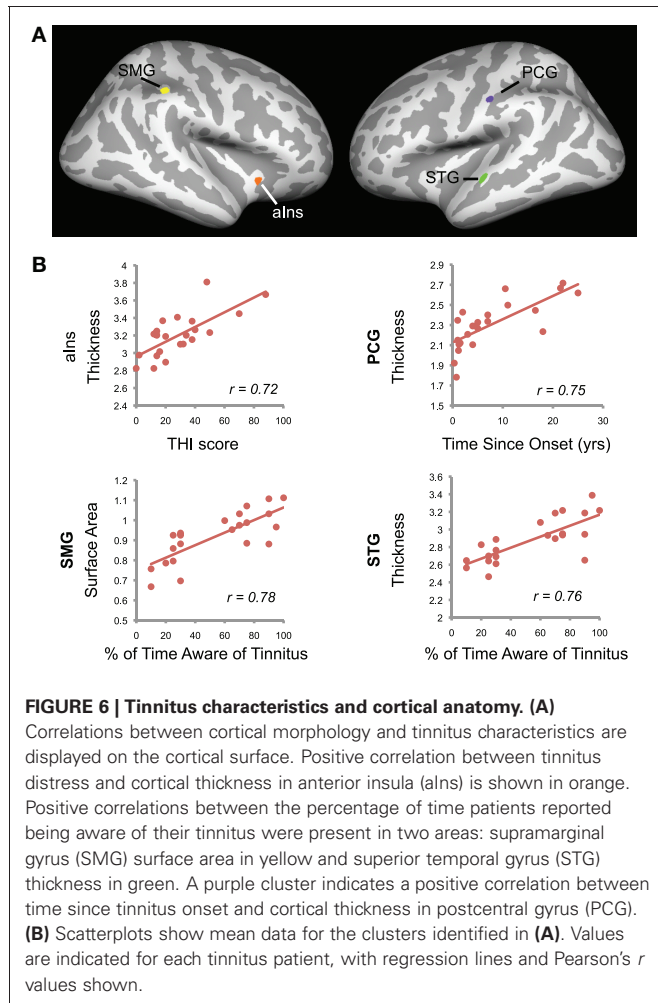 A
SMG
PCG
STG
aIns
B
4
3.8
3.6
3.4
3.2
3
2.8
2.6
2.4
0 20 40 60 80 100
aIns
Thickness
THI score
r = 0.72
2.9
2.7
2.5
2.3
2.1
1.9
1.7
1.5
0 10 20 30
PCG
Thickness
Time Since Onset (yrs)
r = 0.75
1.2
1.1
1
0.9
0.8
0.7
0.6
0.5
0 20 40 60 80 100
SMG
Surface Area
% of Time Aware of Tinnitus
r = 0.78
3.6
3.4
3.2
3
2.8
2.6
2.4
2.2
2
0 20 40 60 80 100
STG
Thickness
% of Time Aware of Tinnitus
r = 0.76
FIGURE 6 | Tinnitus characteristics and cortical anatomy. (A)
Correlations between cortical morphology and tinnitus characteristics are
displayed on the cortical surface. Positive correlation between tinnitus
distress and cortical thickness in anterior insula (aIns) is shown in orange.
Positive correlations between the percentage of time patients reported
being aware of their tinnitus were present in two areas: supramarginal
gyrus (SMG) surface area in yellow and superior temporal gyrus (STG)
thickness in green. A purple cluster indicates a positive correlation between
time since tinnitus onset and cortical thickness in postcentral gyrus (PCG).
(B) Scatterplots show mean data for the clusters identified in (A). Values
are indicated for each tinnitus patient, with regression lines and Pearson's r
values shown.